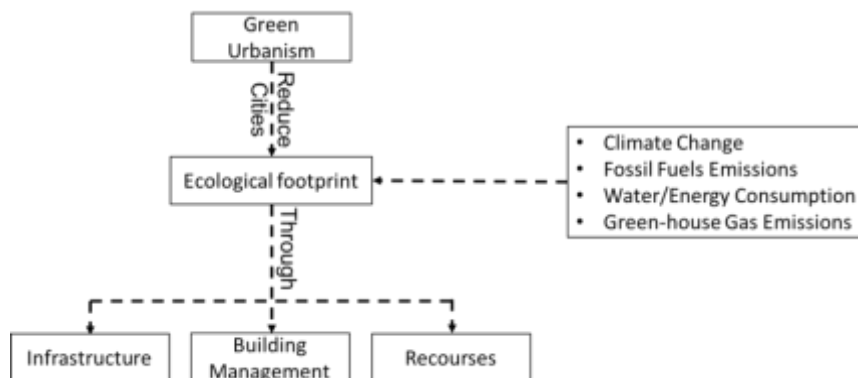 Green
Urbanism
Reduce
Cities
Ecological footprint
• Climate Change
• Fossil Fuels Emissions
• Water/Energy Consumption
• Green-house Gas Emissions
Through
Infrastructure
Building
Management
Recourses